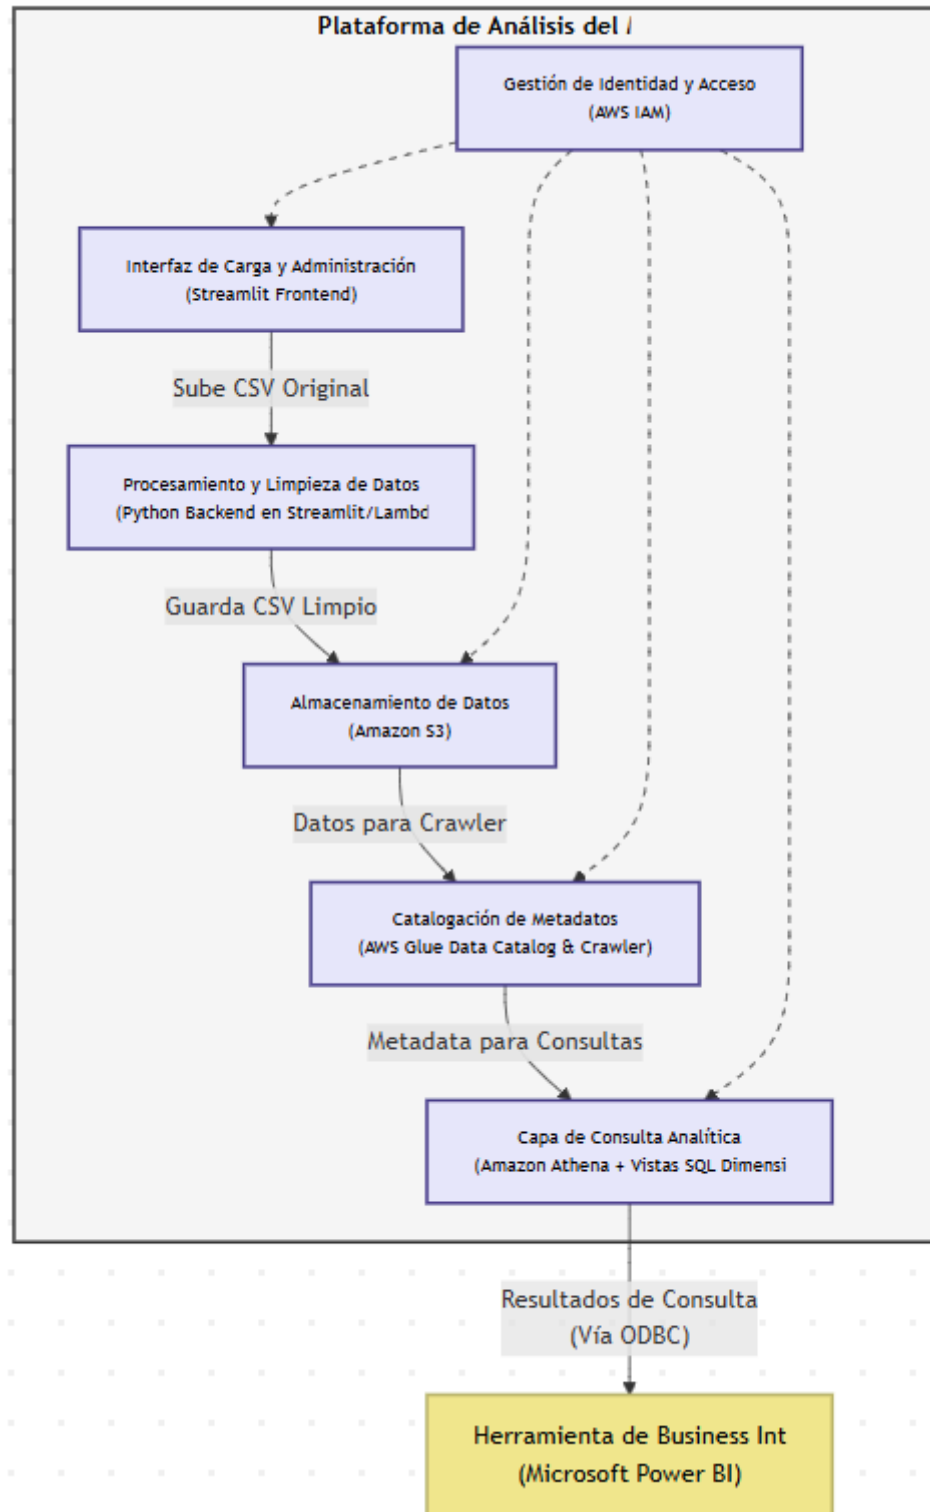 Plataforma de Análisis del
Gestión de Identidad y Acceso
(AWS IAM)
Interfaz de Carga y Administración
(Streamlit Frontend)
Sube CSV Original
Procesamiento y Limpieza de Datos
(Python Backend en Streamlit/Lambd
Guarda CSV Limpio
Almacenamiento de Datos
(Amazon S3)
Datos para Crawler
Catalogación de Metadatos
(AWS Glue Data Catalog & Crawler)
Metadata para Consultas
Capa de Consulta Analítica
(Amazon Athena + Vistas SQL Dimensi
Resultados de Consulta
(Vía ODBC)
Herramienta de Business Int
(Microsoft Power BI)